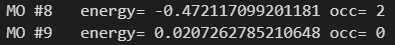 MO #8   energy= -0.472117099201181 occ= 2
MO #9   energy= 0.0207262785210648 occ= 0